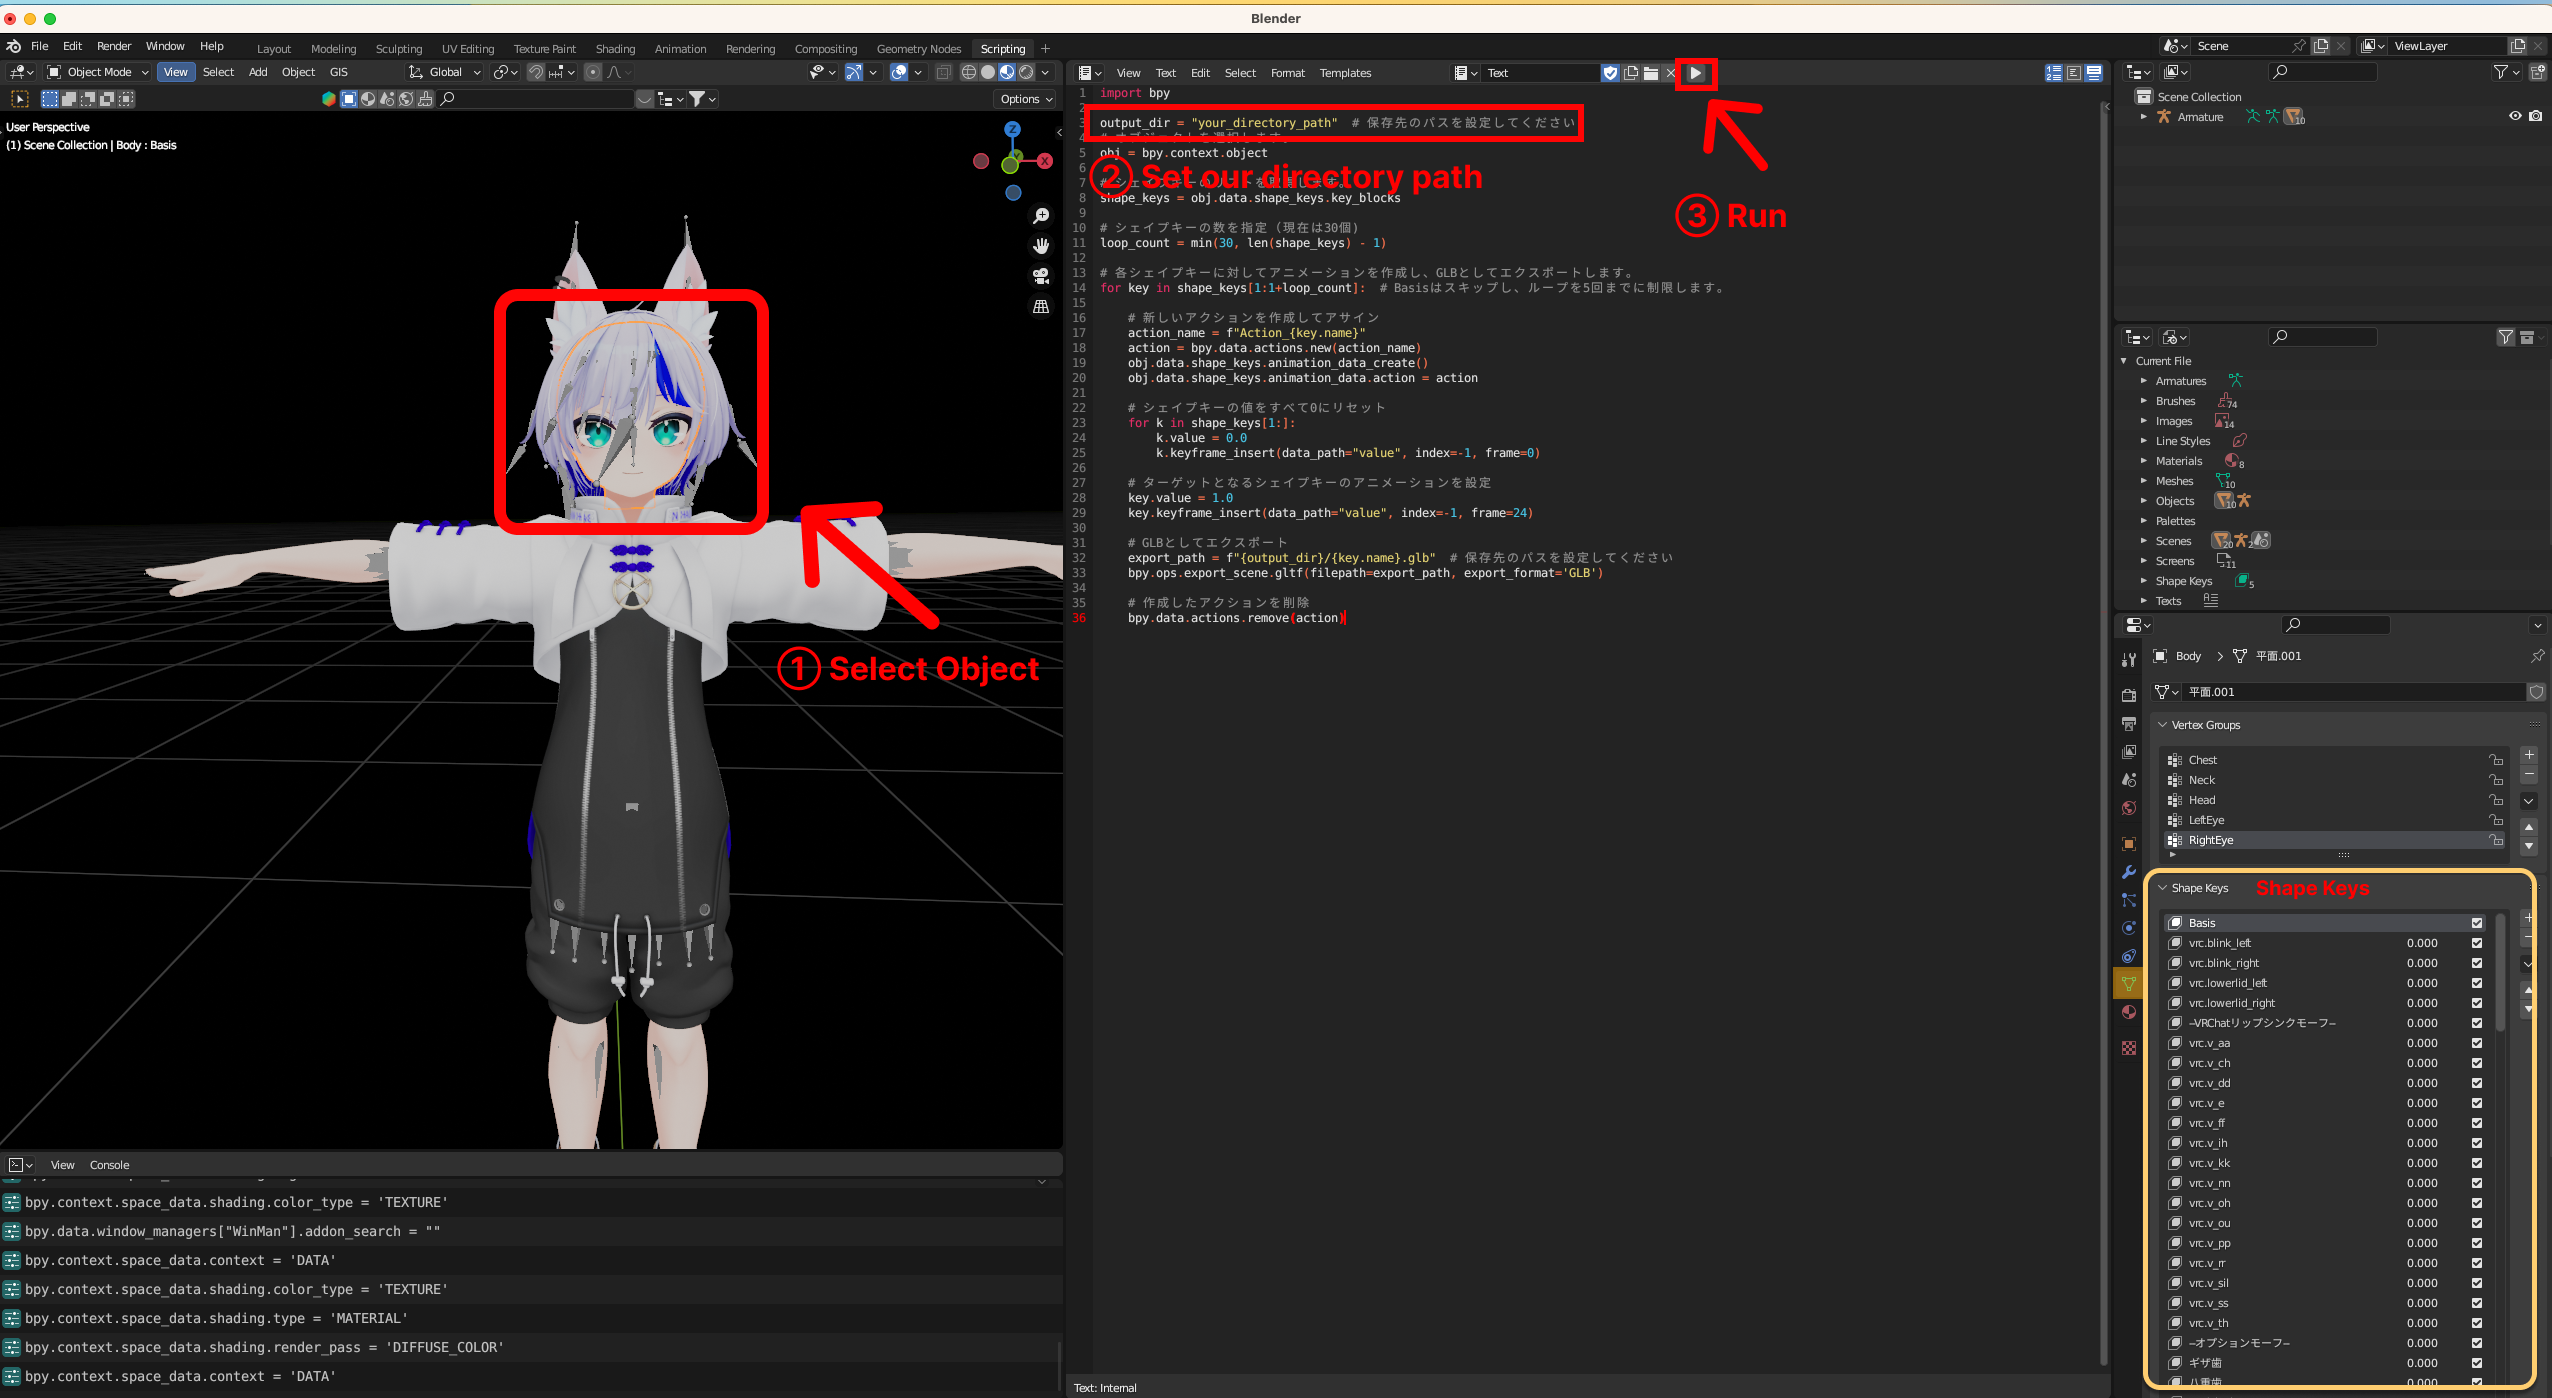 Blender
File Edit Render Window Help Layout Modeling Sculpting UV Editing Texture Paint Shading Animation Rendering Compositing Geometry Nodes Scripting + Scene ViewLayer
Object Mode View Select Add Object GIS Global
Options
User Perspective
(1) Scene Collection | Body : Basis
Z
Y
X
① Select Object
View Text Edit Select Format Templates Text
1 import bpy
2
3 output_dir = "your_directory_path" # 保存先のパスを設定してください
4 # オブジェクトを選択します。
5 obj = bpy.context.object
6
② Set our directory path
7
8 shape_keys = obj.data.shape_keys.key_blocks
③ Run
9
10 # シェイプキーの数を指定（現在は30個)
11 loop_count = min(30, len(shape_keys) - 1)
12
13 # 各シェイプキーに対してアニメーションを作成し、GLBとしてエクスポートします。
14 for key in shape_keys[1:1+loop_count]: # Basisはスキップし、ループを5回までに制限します。
15
16 # 新しいアクションを作成してアサイン
17 action_name = f"Action_{key.name}"
18 action = bpy.data.actions.new(action_name)
19 obj.data.shape_keys.animation_data_create()
20 obj.data.shape_keys.animation_data.action = action
21
22 # シェイプキーの値をすべて0にリセット
23 for k in shape_keys[1:]:
24 k.value = 0.0
25 k.keyframe_insert(data_path="value", index=-1, frame=0)
26
27 # ターゲットとなるシェイプキーのアニメーションを設定
28 key.value = 1.0
29 key.keyframe_insert(data_path="value", index=-1, frame=24)
30
31 # GLBとしてエクスポート
32 export_path = f"{output_dir}/{key.name}.glb" # 保存先のパスを設定してください
33 bpy.ops.export_scene.gltf(filepath=export_path, export_format='GLB')
34
35 # 作成したアクションを削除
36 bpy.data.actions.remove(action)
Text: Internal
View Console
bpy.context.space_data.shading.color_type = 'TEXTURE'
bpy.data.window_managers["WinMan"].addon_search = ""
bpy.context.space_data.context = 'DATA'
bpy.context.space_data.shading.color_type = 'TEXTURE'
bpy.context.space_data.shading.type = 'MATERIAL'
bpy.context.space_data.shading.render_pass = 'DIFFUSE_COLOR'
bpy.context.space_data.context = 'DATA'
Scene Collection
Armature 10
Current File
Armatures
Brushes 74
Images 14
Line Styles
Materials 8
Meshes 10
Objects 10
Palettes
Scenes 20 2
Screens 11
Shape Keys 5
Texts
Body > 平面.001
平面.001
Vertex Groups
Chest
Neck
Head
LeftEye
RightEye
Shape Keys Shape Keys
Basis
vrc.blink_left 0.000
vrc.blink_right 0.000
vrc.lowerlid_left 0.000
vrc.lowerlid_right 0.000
—VRChatリップシンクモーフ— 0.000
vrc.v_aa 0.000
vrc.v_ch 0.000
vrc.v_dd 0.000
vrc.v_e 0.000
vrc.v_ff 0.000
vrc.v_ih 0.000
vrc.v_kk 0.000
vrc.v_nn 0.000
vrc.v_oh 0.000
vrc.v_ou 0.000
vrc.v_pp 0.000
vrc.v_rr 0.000
vrc.v_sil 0.000
vrc.v_ss 0.000
vrc.v_th 0.000
—オプションモーフ— 0.000
ギザ歯 0.000
八重歯 0.000